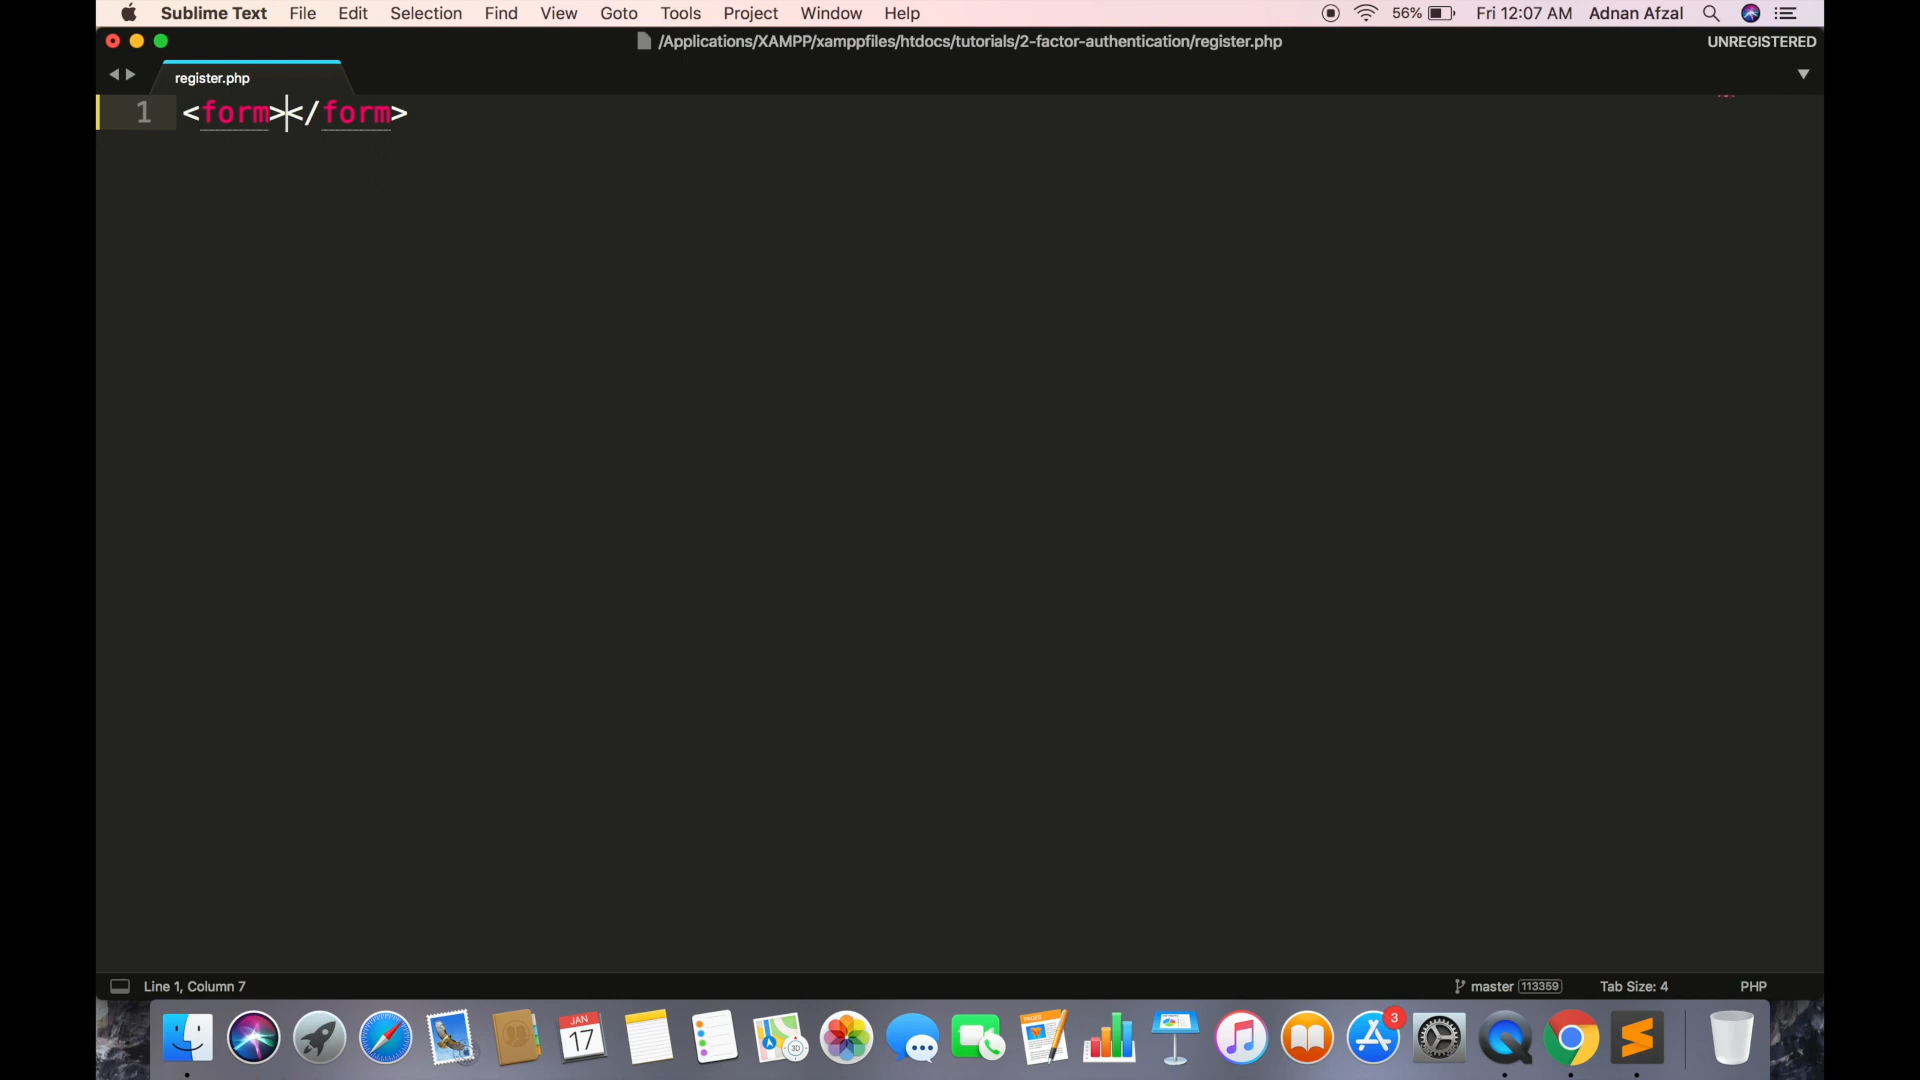 Sublime Text File Edit Selection Find View Goto Tools Project Window Help 56% Fri 12:07 AM Adnan Afzal
/Applications/XAMPP/xamppfiles/htdocs/tutorials/2-factor-authentication/register.php UNREGISTERED
register.php
1 <form></form>
Line 1, Column 7 master 113359 Tab Size: 4 PHP
JAN
17
3